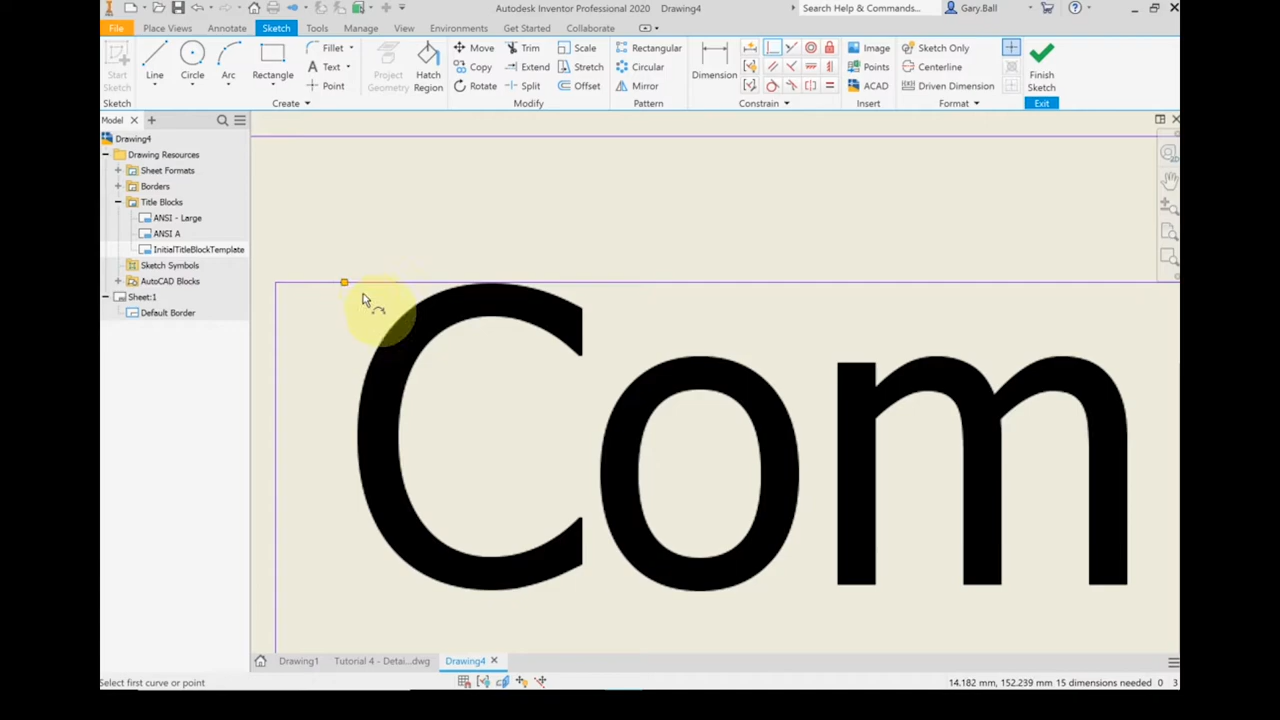 Autodesk Inventor Professional 2020 Drawing4
Search Help & Commands...
Gary.Ball
File Place Views Annotate Sketch Tools Manage View Environments Get Started Collaborate
Start Sketch
Line
Circle
Arc
Rectangle
Fillet
Text
Point
Project Geometry
Hatch Region
Move
Copy
Rotate
Trim
Extend
Split
Scale
Stretch
Offset
Rectangular
Circular
Mirror
Dimension
Image
Points
ACAD
Sketch Only
Centerline
Driven Dimension
Finish Sketch
Sketch Create Modify Pattern Constrain Insert Format Exit
Model
Drawing4
Drawing Resources
Sheet Formats
Borders
Title Blocks
ANSI - Large
ANSI A
InitialTitleBlockTemplate
Sketch Symbols
AutoCAD Blocks
Sheet:1
Default Border
Com
Drawing1 Tutorial 4 - Detai...dwg Drawing4
Select first curve or point
14.182 mm, 152.239 mm 15 dimensions needed 0 3